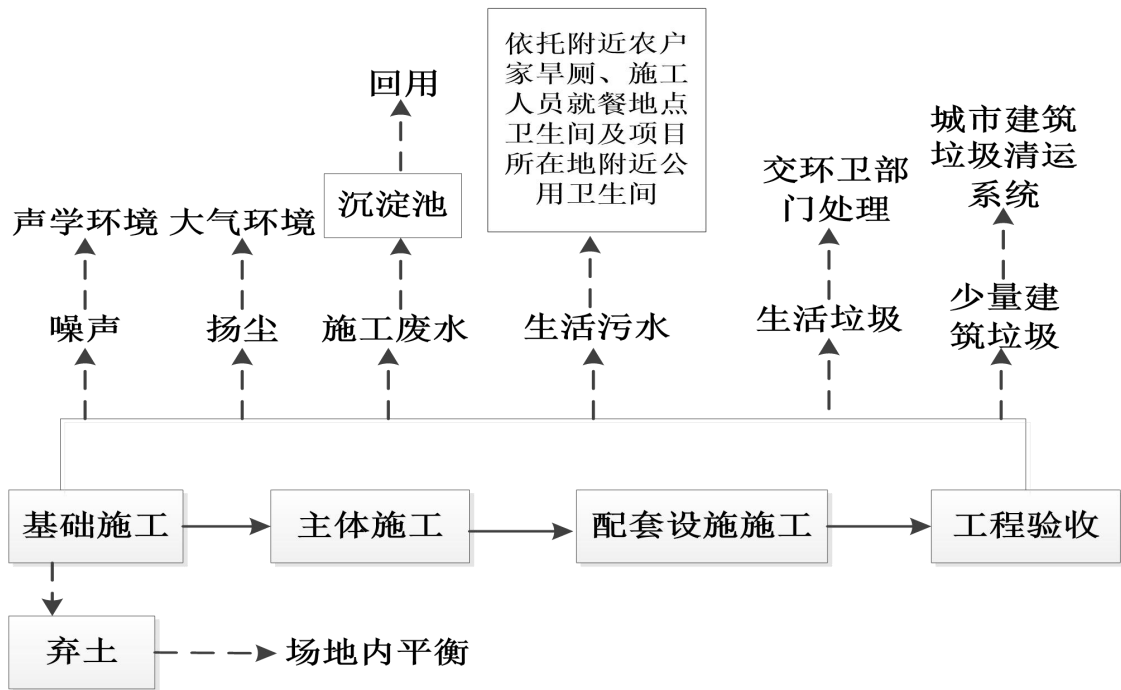 回用
依托附近农户
家旱厕、施工
人员就餐地点
卫生间及项目
所在地附近公
用卫生间
城市建筑
垃圾清运
系统
交环卫部
门处理
沉淀池
声学环境
大气环境
噪声
扬尘
施工废水
生活污水
生活垃圾
少量建
筑垃圾
基础施工
主体施工
配套设施施工
工程验收
弃土
场地内平衡